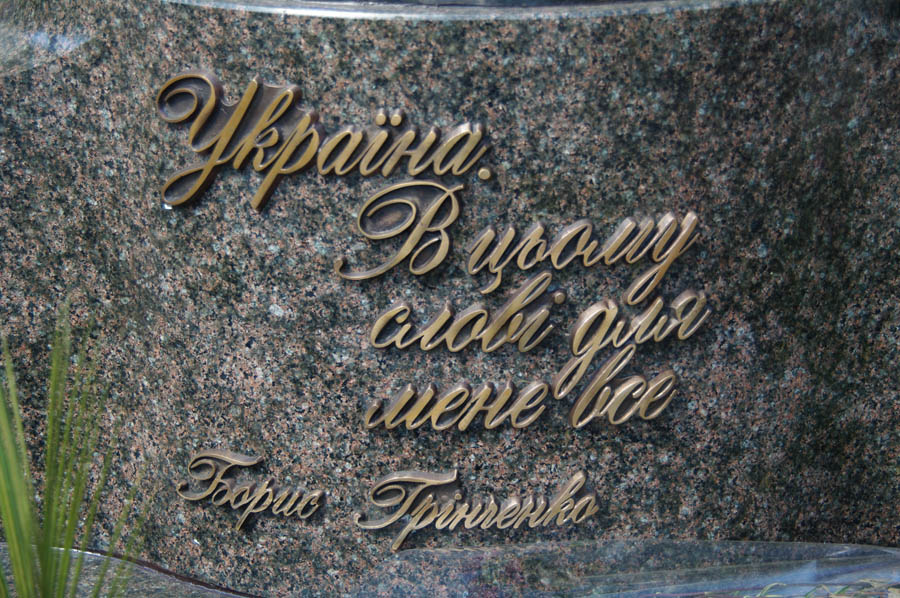 Україна.
В цьому
слові для
мене все
Борис Грінченко